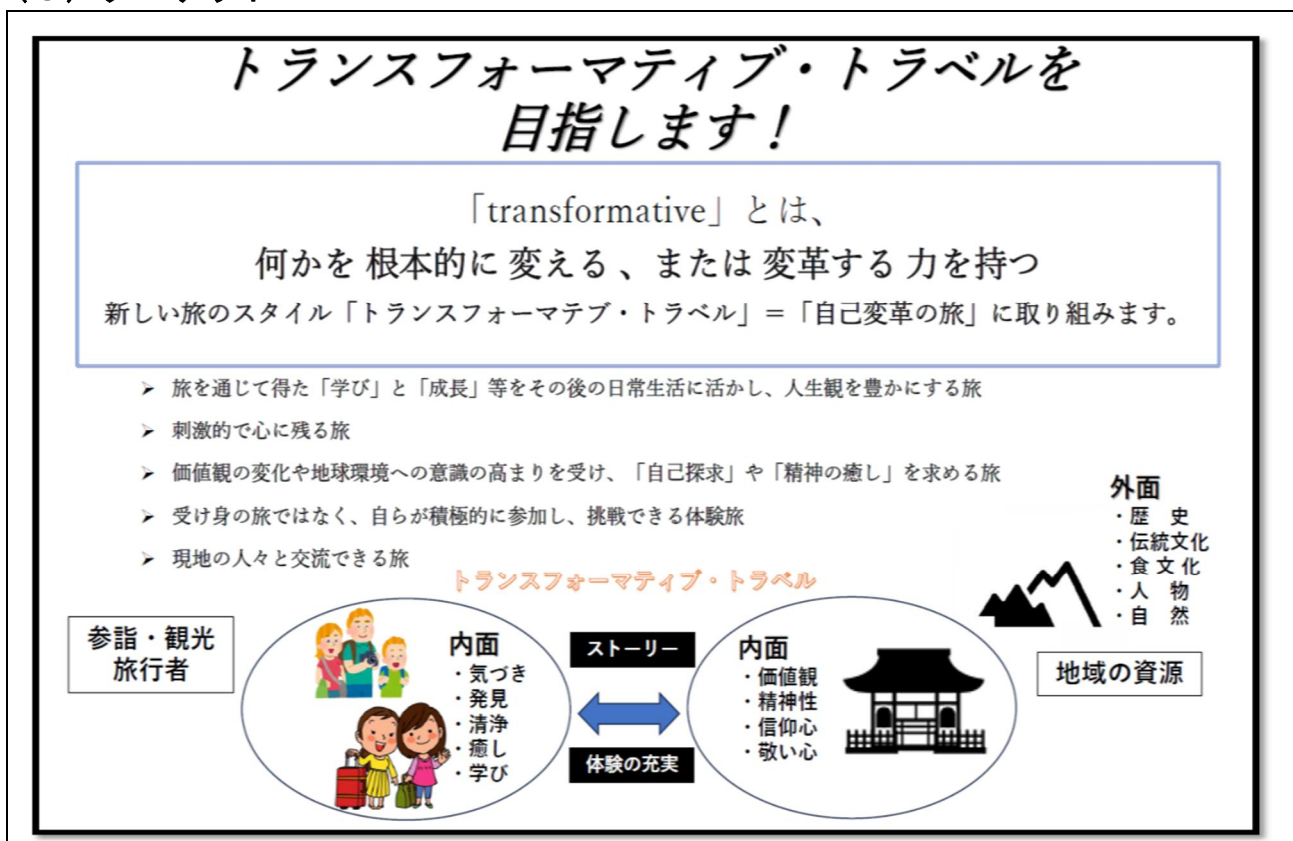 トランスフォーマティブ・トラベルを
目指します！
「transformative」とは、
何かを 根本的に 変える 、または 変革する 力を持つ
新しい旅のスタイル「トランスフォーマテブ・トラベル」＝「自己変革の旅」に取り組みます。
➢ 旅を通じて得た「学び」と「成長」等をその後の日常生活に活かし、人生観を豊かにする旅
➢ 刺激的で心に残る旅
➢ 価値観の変化や地球環境への意識の高まりを受け、「自己探求」や「精神の癒し」を求める旅
➢ 受け身の旅ではなく、自らが積極的に参加し、挑戦できる体験旅
➢ 現地の人々と交流できる旅
トランスフォーマティブ・トラベル
参詣・観光
旅行者
内面
・気づき
・発見
・清浄
・癒し
・学び
ストーリー
体験の充実
内面
・価値観
・精神性
・信仰心
・敬い心
外面
・歴　史
・伝統文化
・食 文 化
・人　物
・自　然
地域の資源